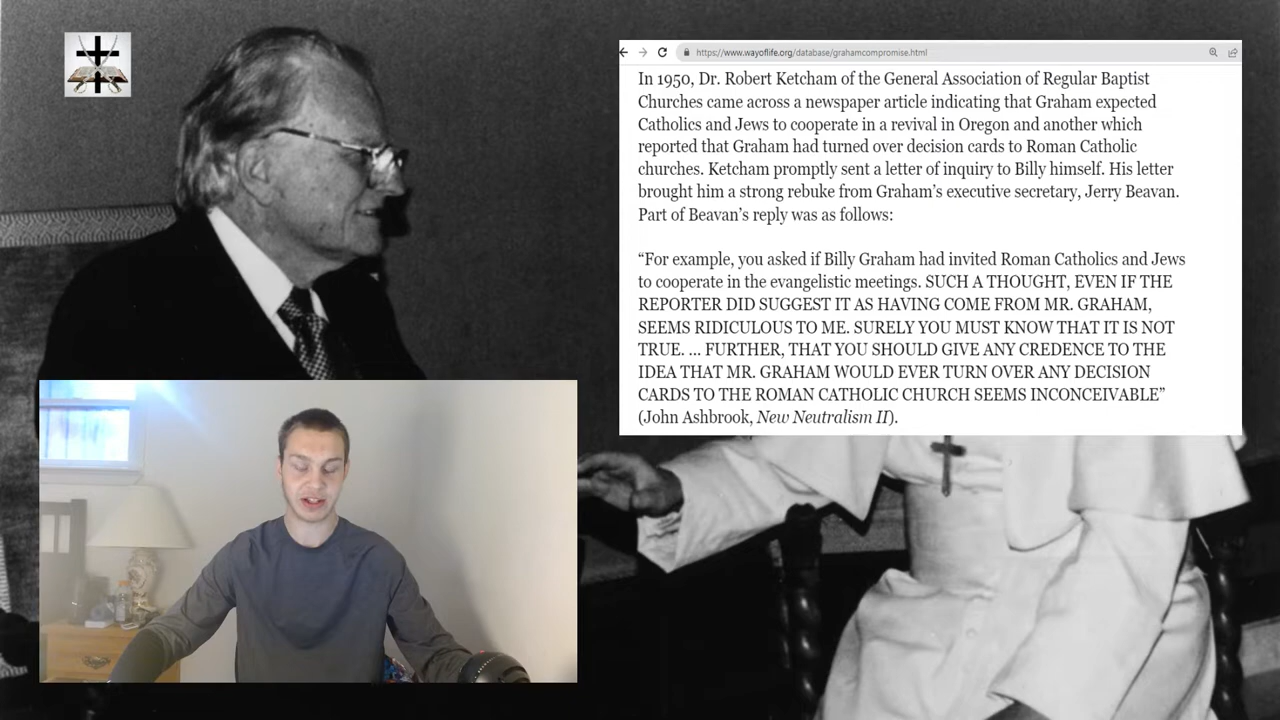 https://www.wayoflife.org/database/grahamcompromise.html
In 1950, Dr. Robert Ketcham of the General Association of Regular Baptist
Churches came across a newspaper article indicating that Graham expected
Catholics and Jews to cooperate in a revival in Oregon and another which
reported that Graham had turned over decision cards to Roman Catholic
churches. Ketcham promptly sent a letter of inquiry to Billy himself. His letter
brought him a strong rebuke from Graham’s executive secretary, Jerry Beavan.
Part of Beavan’s reply was as follows:
“For example, you asked if Billy Graham had invited Roman Catholics and Jews
to cooperate in the evangelistic meetings. SUCH A THOUGHT, EVEN IF THE
REPORTER DID SUGGEST IT AS HAVING COME FROM MR. GRAHAM,
SEEMS RIDICULOUS TO ME. SURELY YOU MUST KNOW THAT IT IS NOT
TRUE. … FURTHER, THAT YOU SHOULD GIVE ANY CREDENCE TO THE
IDEA THAT MR. GRAHAM WOULD EVER TURN OVER ANY DECISION
CARDS TO THE ROMAN CATHOLIC CHURCH SEEMS INCONCEIVABLE”
(John Ashbrook, New Neutralism II).